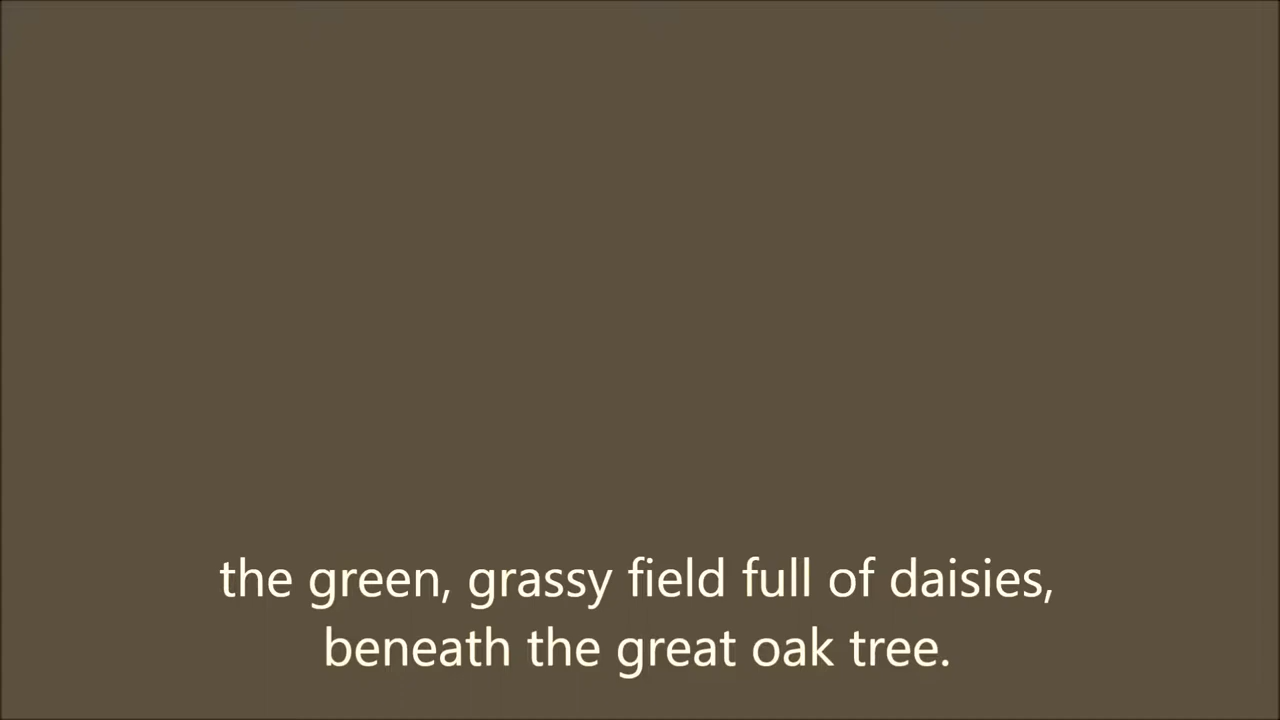 the green, grassy field full of daisies,
beneath the great oak tree.